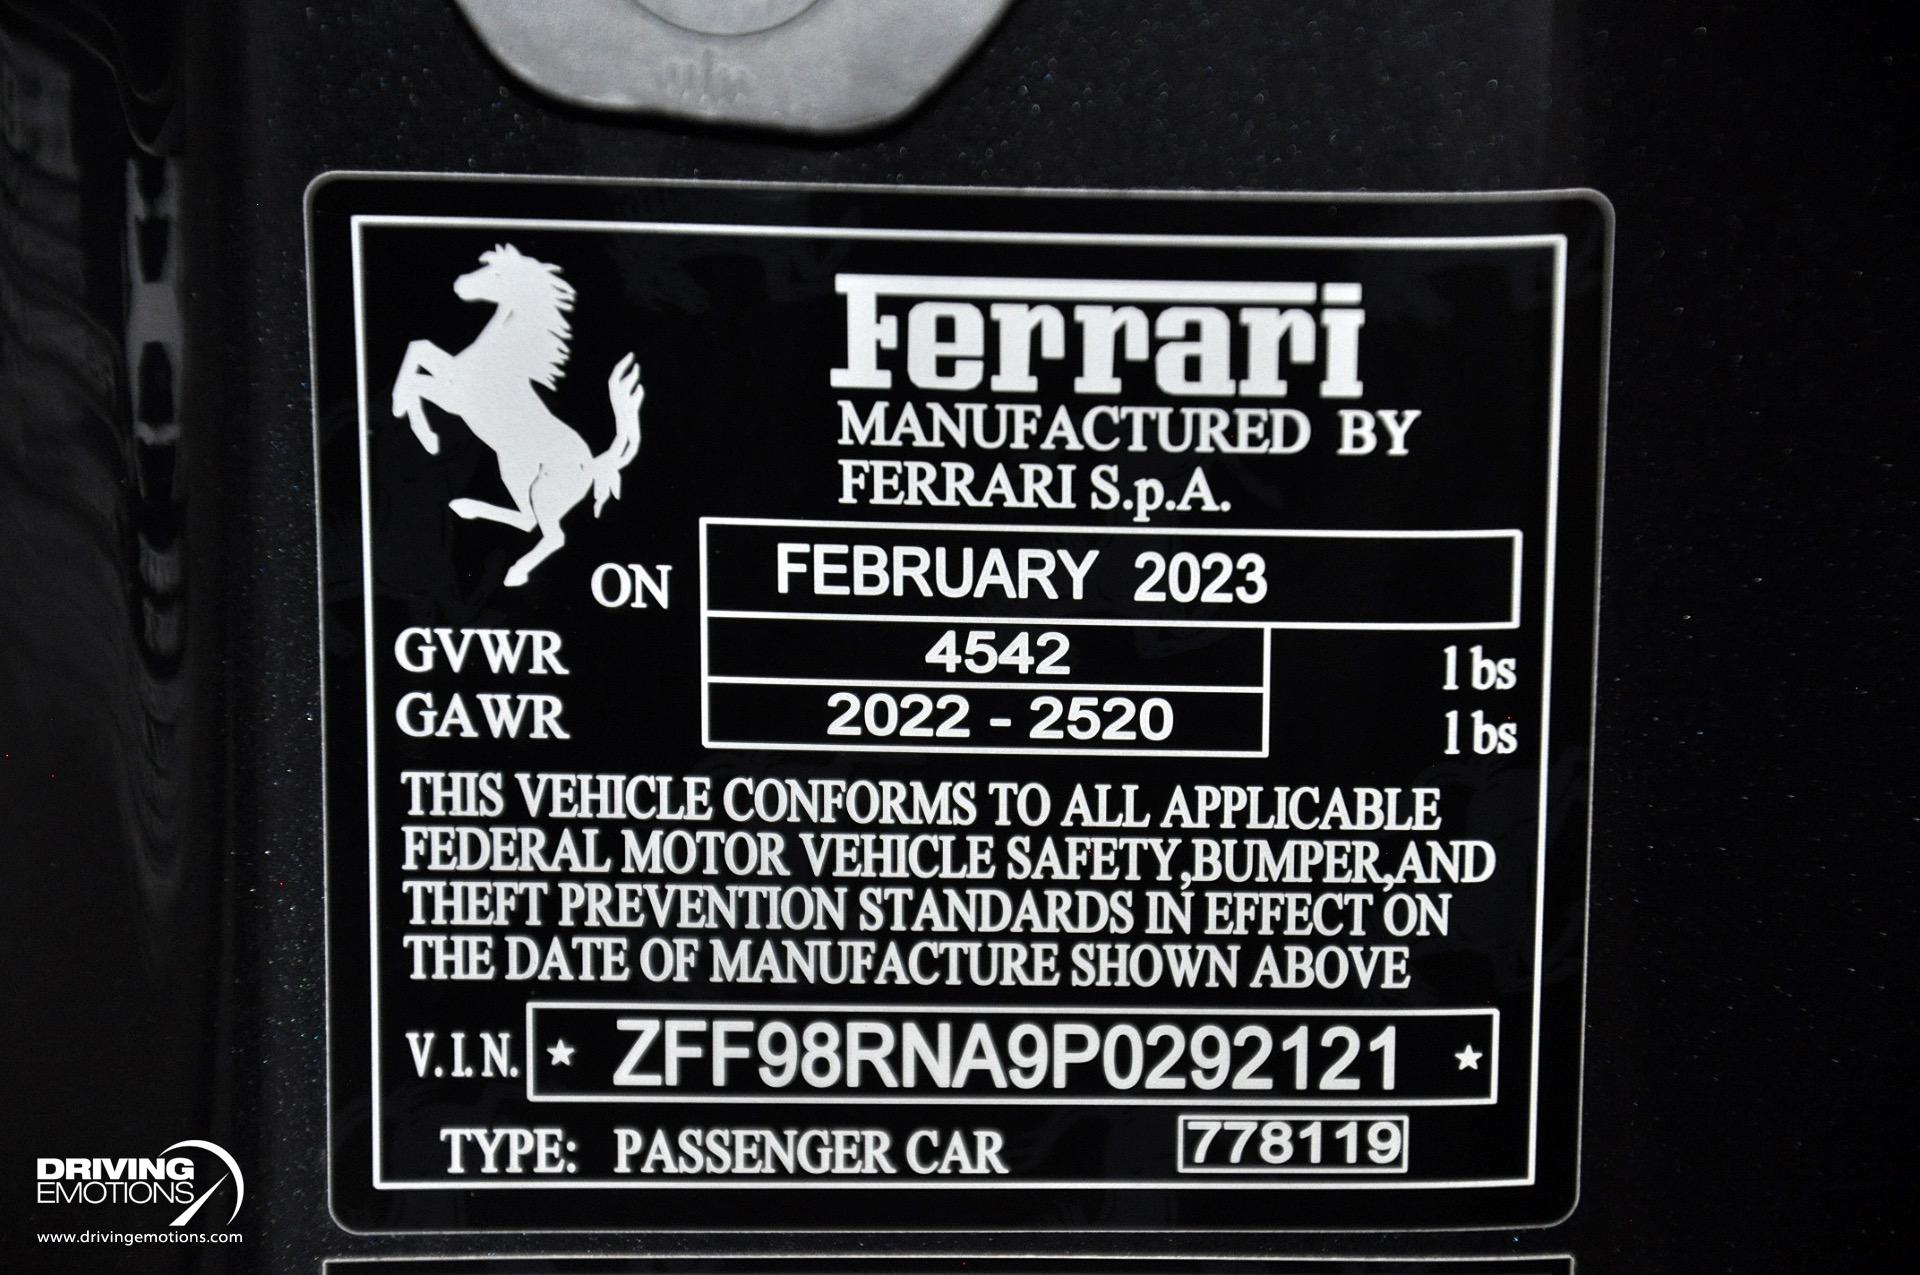 Ferrari
MANUFACTURED BY
FERRARI S.p.A.
ON FEBRUARY 2023
GVWR 4542 lbs
GAWR 2022 - 2520 lbs
THIS VEHICLE CONFORMS TO ALL APPLICABLE
FEDERAL MOTOR VEHICLE SAFETY,BUMPER,AND
THEFT PREVENTION STANDARDS IN EFFECT ON
THE DATE OF MANUFACTURE SHOWN ABOVE
V.I.N. ★ ZFF98RNA9P0292121 ★
TYPE: PASSENGER CAR 778119
DRIVING
EMOTIONS
www.drivingemotions.com